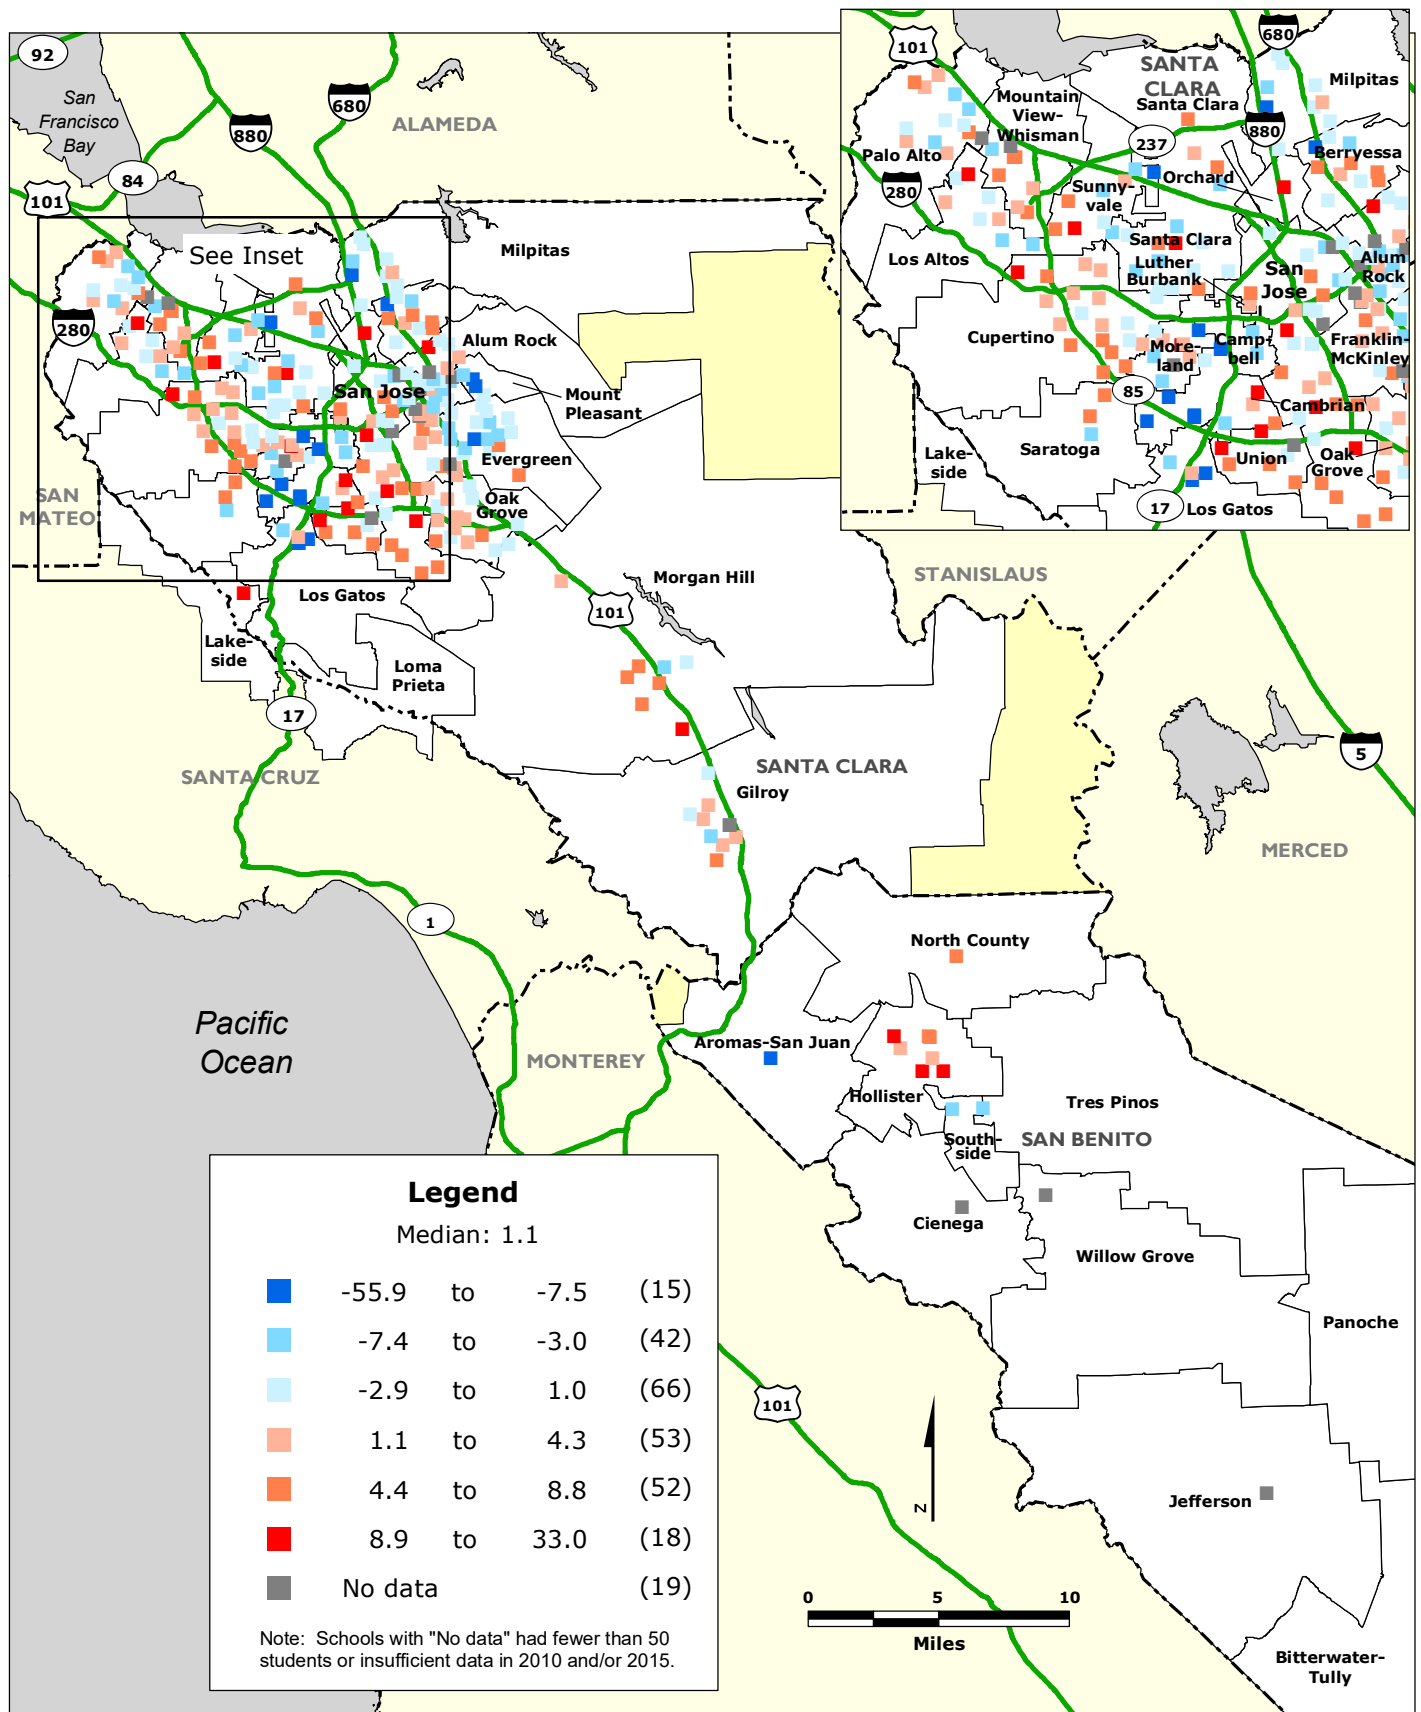 92
San
Francisco
Bay
680
880
ALAMEDA
84
101
See Inset
Milpitas
280
Alum Rock
San Jose
Mount
Pleasant
Evergreen
SAN
MATEO
Oak
Grove
Los Gatos
Lake-
side
Loma
Prieta
17
Morgan Hill
101
SANTA CRUZ
SANTA CLARA
Gilroy
STANISLAUS
5
MERCED
1
Pacific
Ocean
MONTEREY
North County
Aromas-San Juan
Hollister
Tres Pinos
South-
side
SAN BENITO
Cienega
Willow Grove
Panoche
Jefferson
Bitterwater-
Tully
101
N
0 5 10
Miles
101
680
SANTA
CLARA
Milpitas
Mountain
View-
Whisman
Santa Clara
880
237
Palo Alto
Berryessa
280
Orchard
Sunny-
vale
Santa Clara
Los Altos
Luther
Burbank
San
Jose
Alum
Rock
Cupertino
More-
land
Camp-
bell
Franklin-
McKinley
85
Cambrian
Saratoga
Lake-
side
Union
Oak
Grove
17
Los Gatos
Legend
Median: 1.1
-55.9 to -7.5 (15)
-7.4 to -3.0 (42)
-2.9 to 1.0 (66)
1.1 to 4.3 (53)
4.4 to 8.8 (52)
8.9 to 33.0 (18)
No data (19)
Note: Schools with "No data" had fewer than 50
students or insufficient data in 2010 and/or 2015.